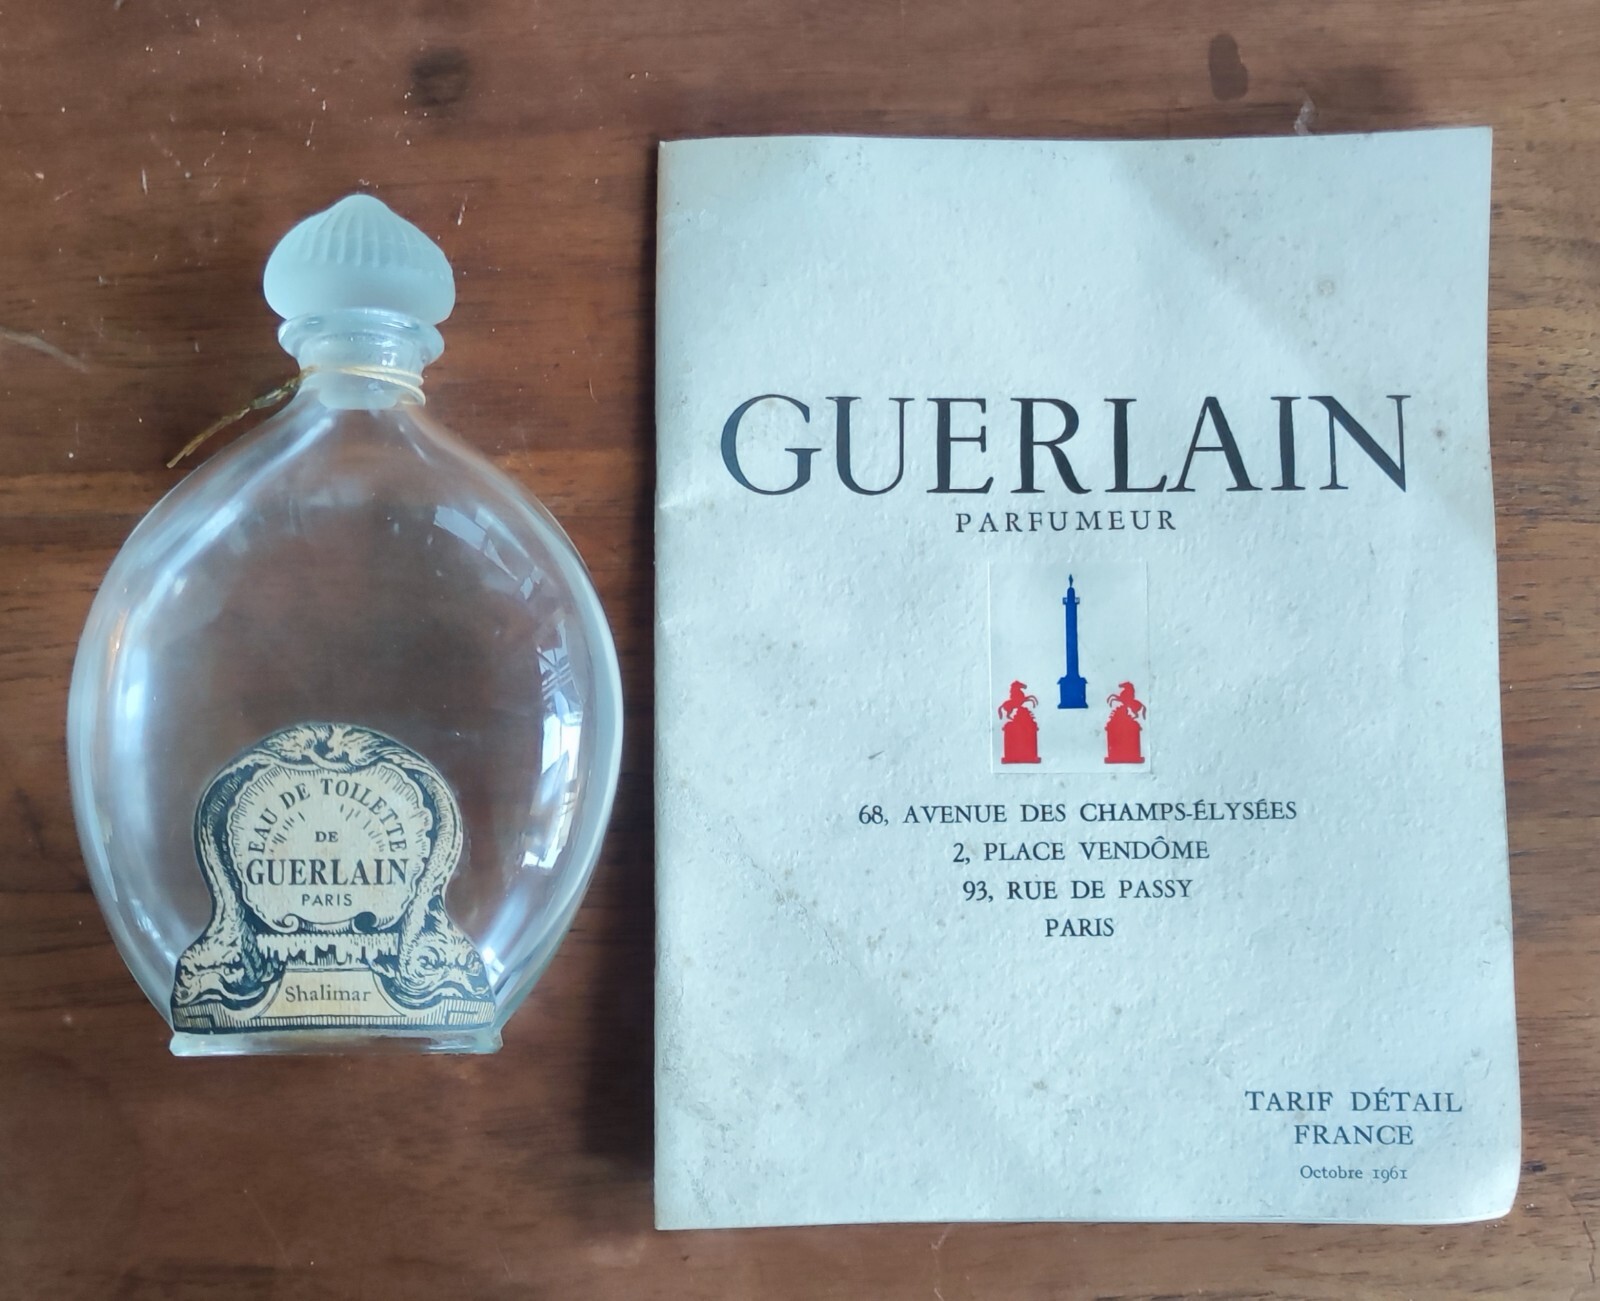 EAU DE TOILETTE
DE
GUERLAIN
PARIS
Shalimar
GUERLAIN
PARFUMEUR
68, AVENUE DES CHAMPS-ÉLYSÉES
2, PLACE VENDÔME
93, RUE DE PASSY
PARIS
TARIF DÉTAIL
FRANCE
Octobre 1961